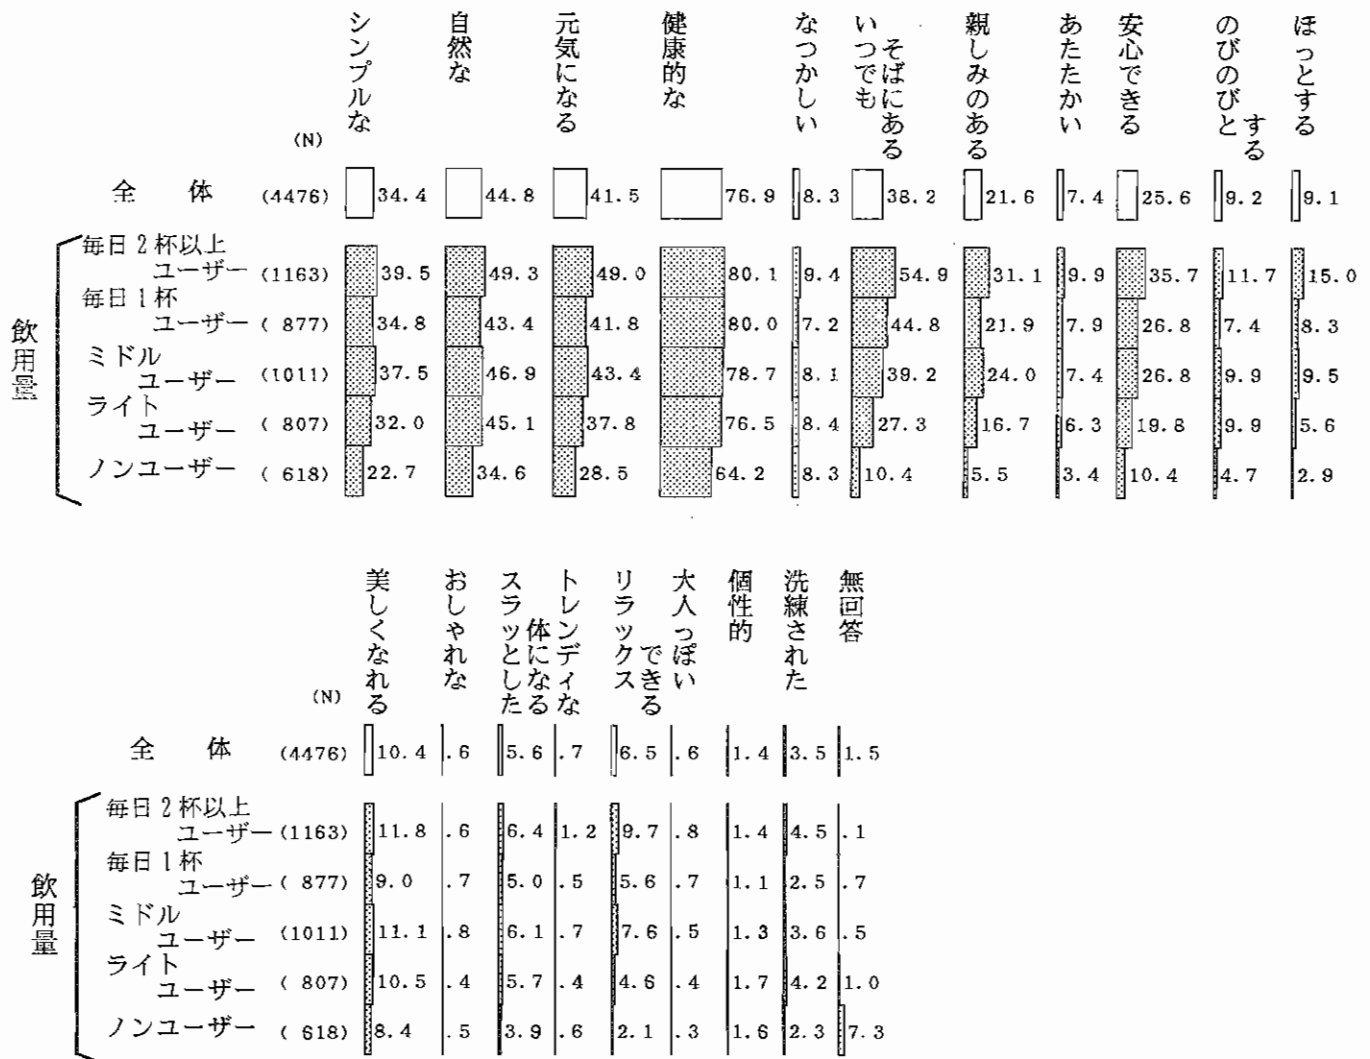 シンプルな
自然な
元気になる
健康的な
なつかしい
いつでも
そばにある
親しみのある
あたたかい
安心できる
のびのびと
する
ほっとする
(N)
全 体 (4476) 34.4 44.8 41.5 76.9 8.3 38.2 21.6 7.4 25.6 9.2 9.1
飲用量
毎日2杯以上
ユーザー (1163) 39.5 49.3 49.0 80.1 9.4 54.9 31.1 9.9 35.7 11.7 15.0
毎日1杯
ユーザー ( 877) 34.8 43.4 41.8 80.0 7.2 44.8 21.9 7.9 26.8 7.4 8.3
ミドル
ユーザー (1011) 37.5 46.9 43.4 78.7 8.1 39.2 24.0 7.4 26.8 9.9 9.5
ライト
ユーザー ( 807) 32.0 45.1 37.8 76.5 8.4 27.3 16.7 6.3 19.8 9.9 5.6
ノンユーザー ( 618) 22.7 34.6 28.5 64.2 8.3 10.4 5.5 3.4 10.4 4.7 2.9
美しくなれる
おしゃれな
スラッとした
体になる
トレンディな
リラックス
できる
大人っぽい
個性的
洗練された
無回答
(N)
全 体 (4476) 10.4 .6 5.6 .7 6.5 .6 1.4 3.5 1.5
飲用量
毎日2杯以上
ユーザー (1163) 11.8 .6 6.4 1.2 9.7 .8 1.4 4.5 .1
毎日1杯
ユーザー ( 877) 9.0 .7 5.0 .5 5.6 .7 1.1 2.5 .7
ミドル
ユーザー (1011) 11.1 .8 6.1 .7 7.6 .5 1.3 3.6 .5
ライト
ユーザー ( 807) 10.5 .4 5.7 .4 4.6 .4 1.7 4.2 1.0
ノンユーザー ( 618) 8.4 .5 3.9 .6 2.1 .3 1.6 2.3 7.3